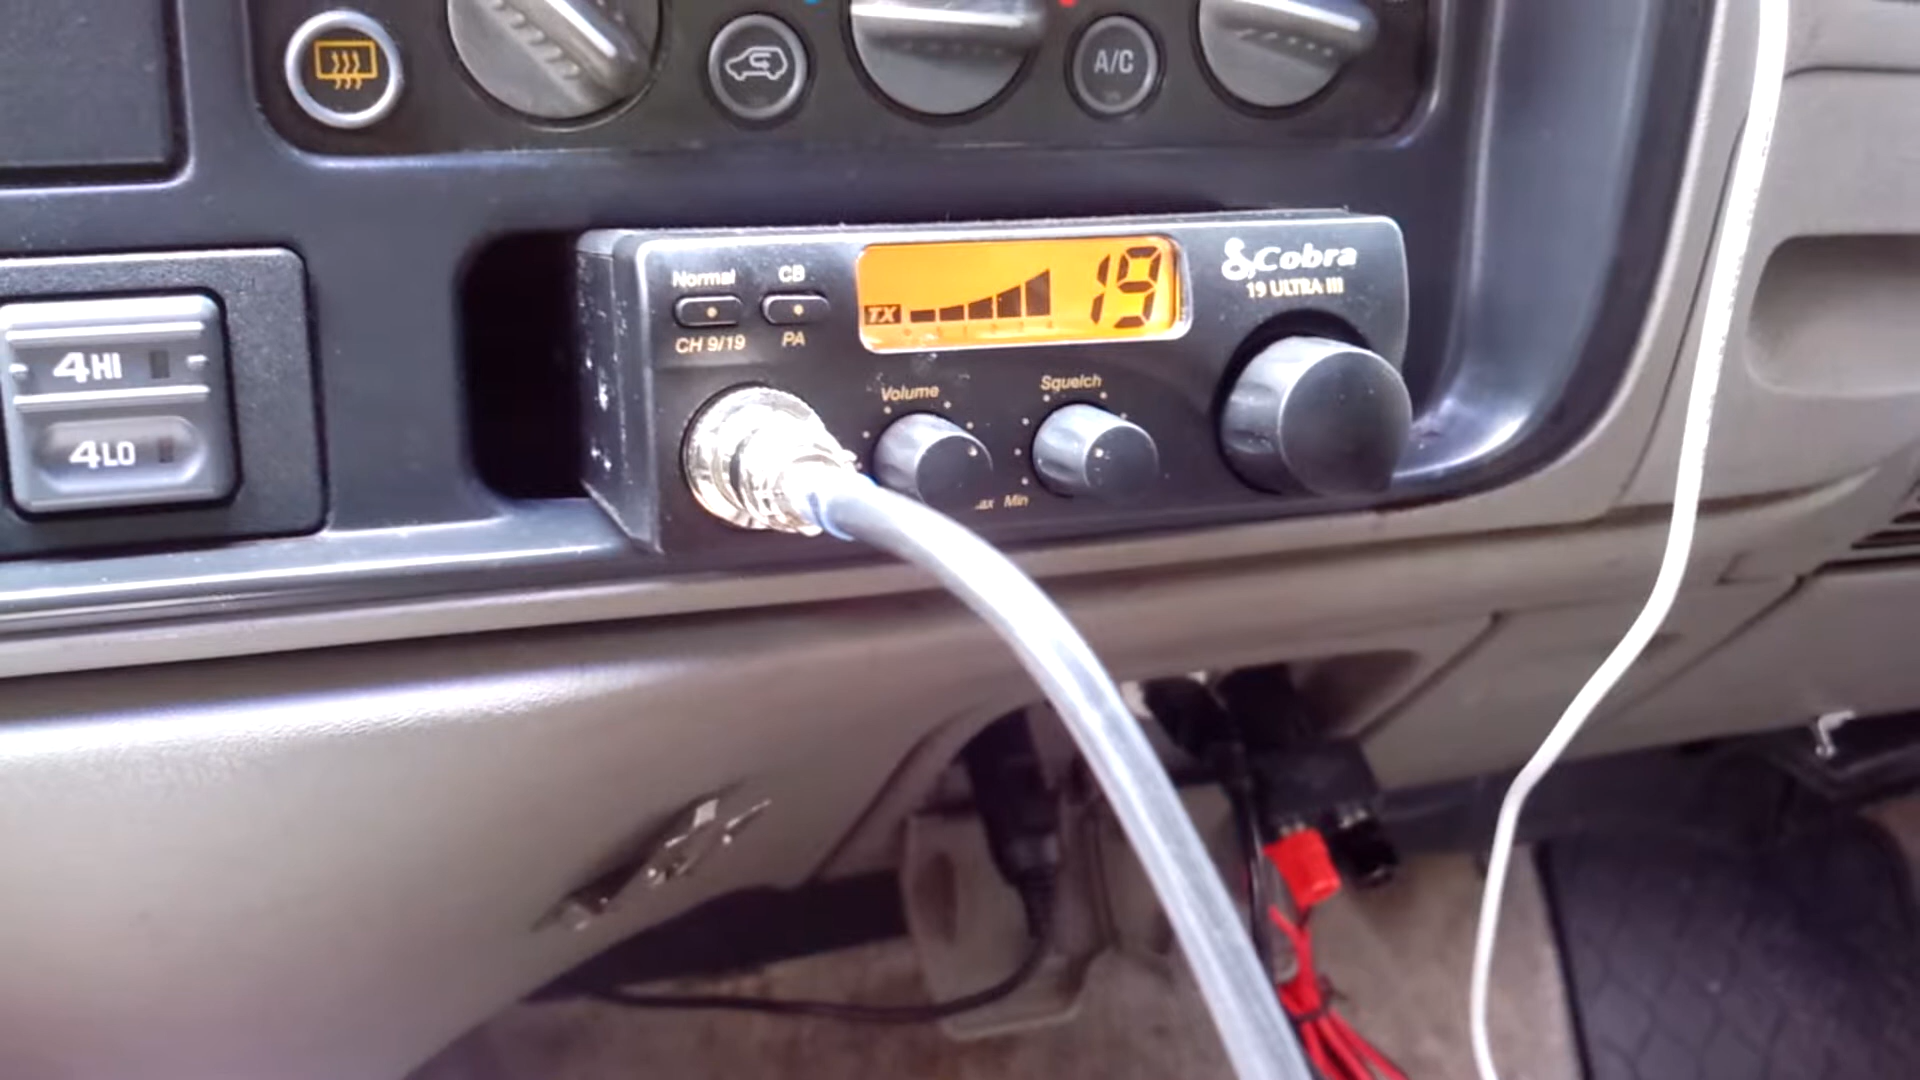 A/C
4HI
4LO
Normal CB
CH 9/19 PA
TX 19
Cobra
19 ULTRA III
Volume Squelch
Min